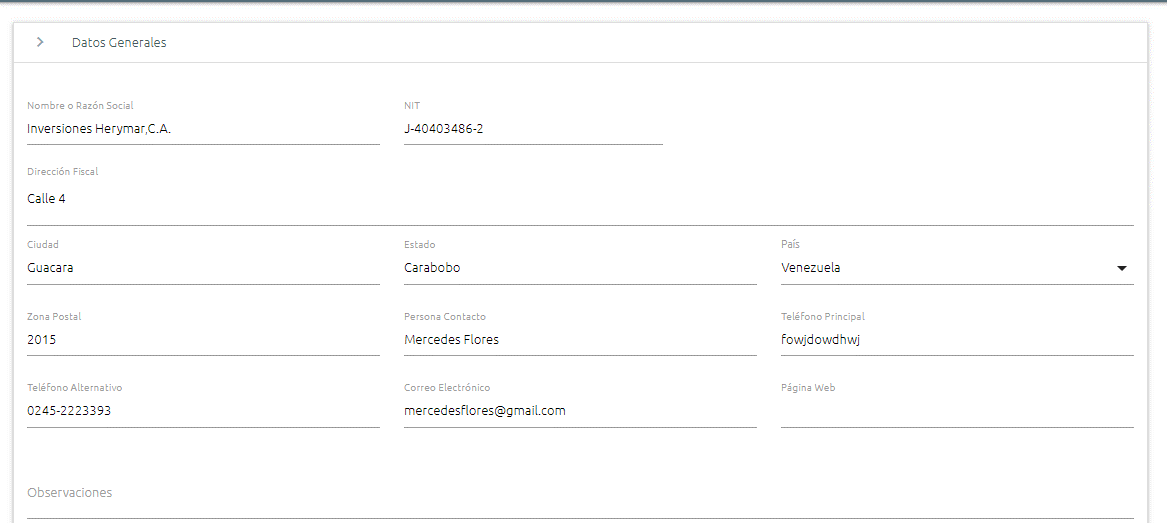 Datos Generales
Nombre o Razón Social
NIT
Inversiones Herymar,C.A.
J-40403486-2
Dirección Fiscal
Calle 4
Ciudad
Estado
País
Guacara
Carabobo
Venezuela
Zona Postal
Persona Contacto
Teléfono Principal
2015
Mercedes Flores
fowjdowdhwj
Teléfono Alternativo
Correo Electrónico
Página Web
0245-2223393
mercedesflores@gmail.com
Observaciones